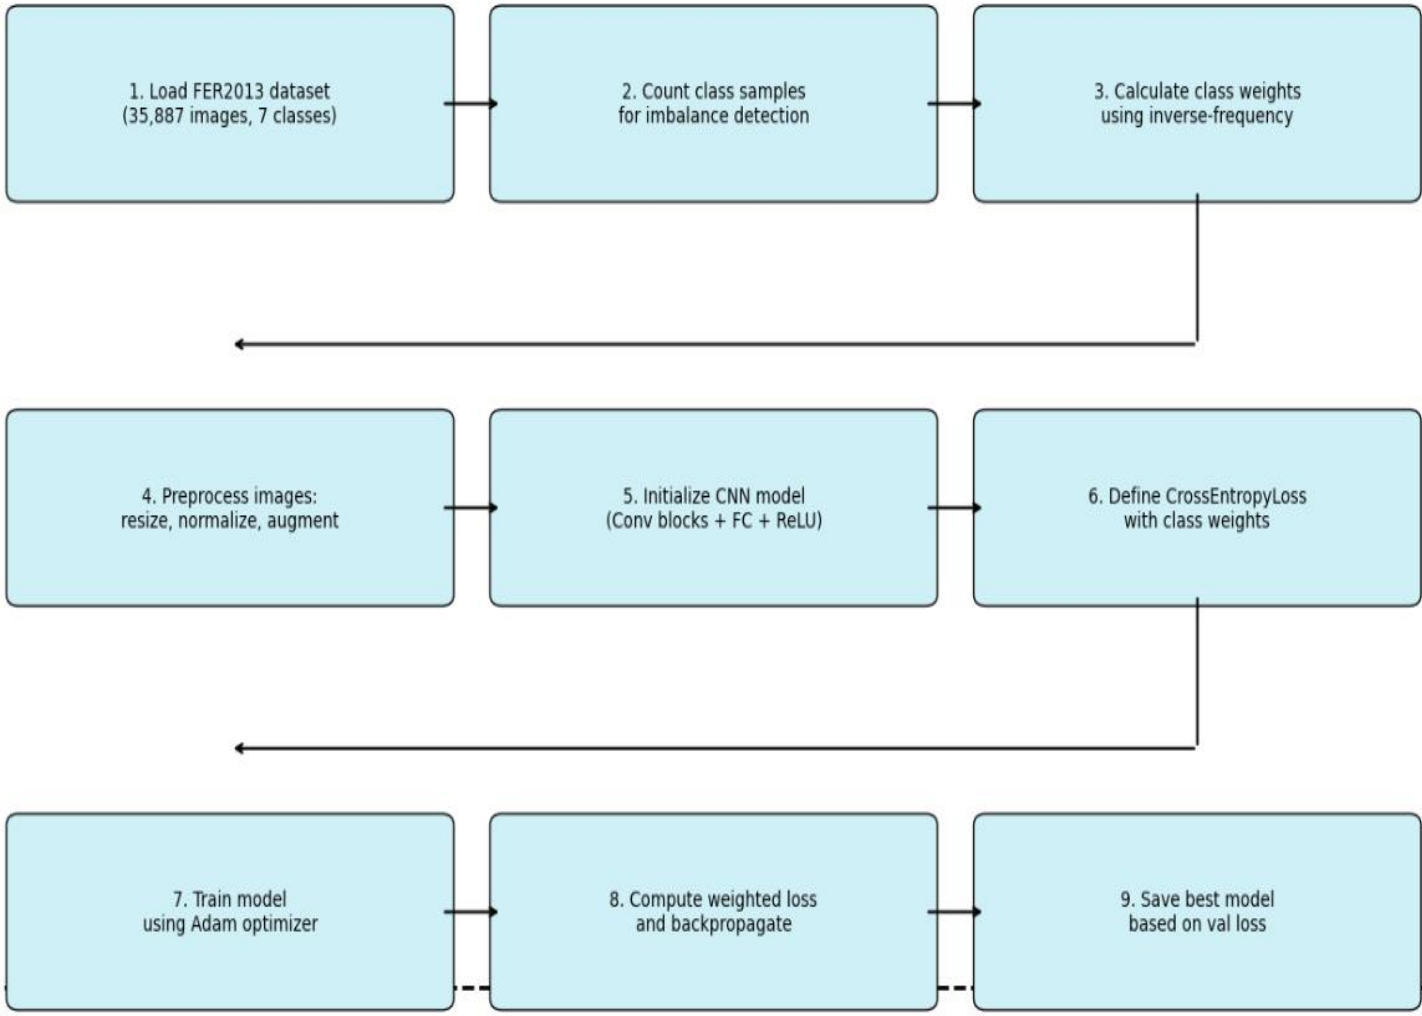 1. Load FER2013 dataset
(35,887 images, 7 classes)
2. Count class samples
for imbalance detection
3. Calculate class weights
using inverse-frequency
4. Preprocess images:
resize, normalize, augment
5. Initialize CNN model
(Conv blocks + FC + ReLU)
6. Define CrossEntropyLoss
with class weights
7. Train model
using Adam optimizer
8. Compute weighted loss
and backpropagate
9. Save best model
based on val loss